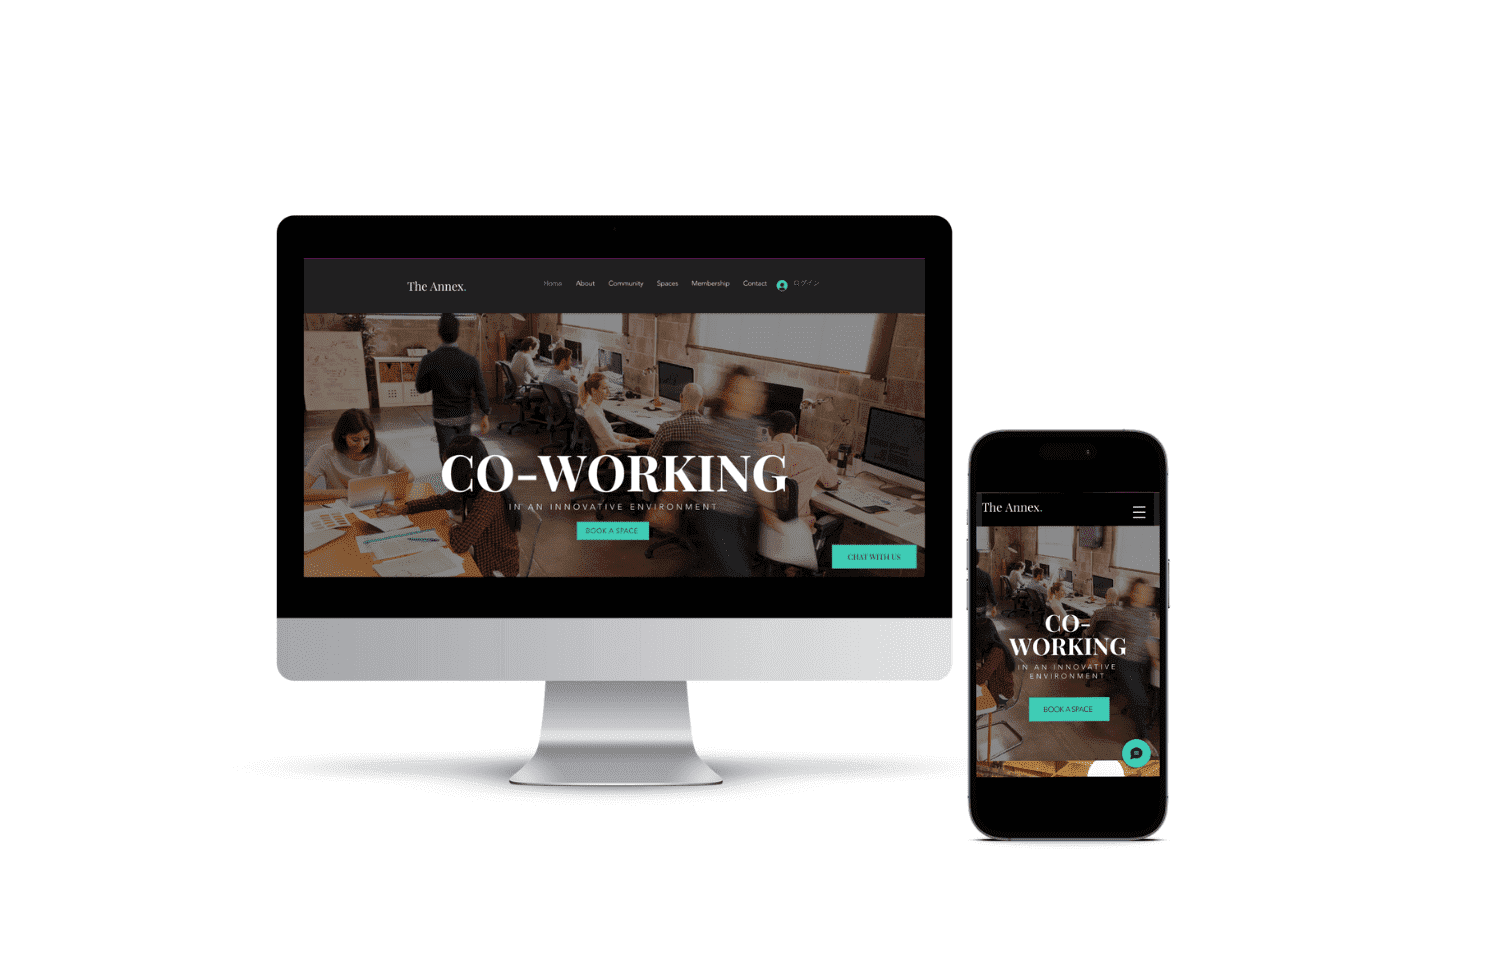 The Annex.
Home About Community Spaces Membership Contact ログイン
CO-WORKING
IN AN INNOVATIVE ENVIRONMENT
BOOK A SPACE
CHAT WITH US
The Annex.
CO-
WORKING
IN AN INNOVATIVE
ENVIRONMENT
BOOK A SPACE